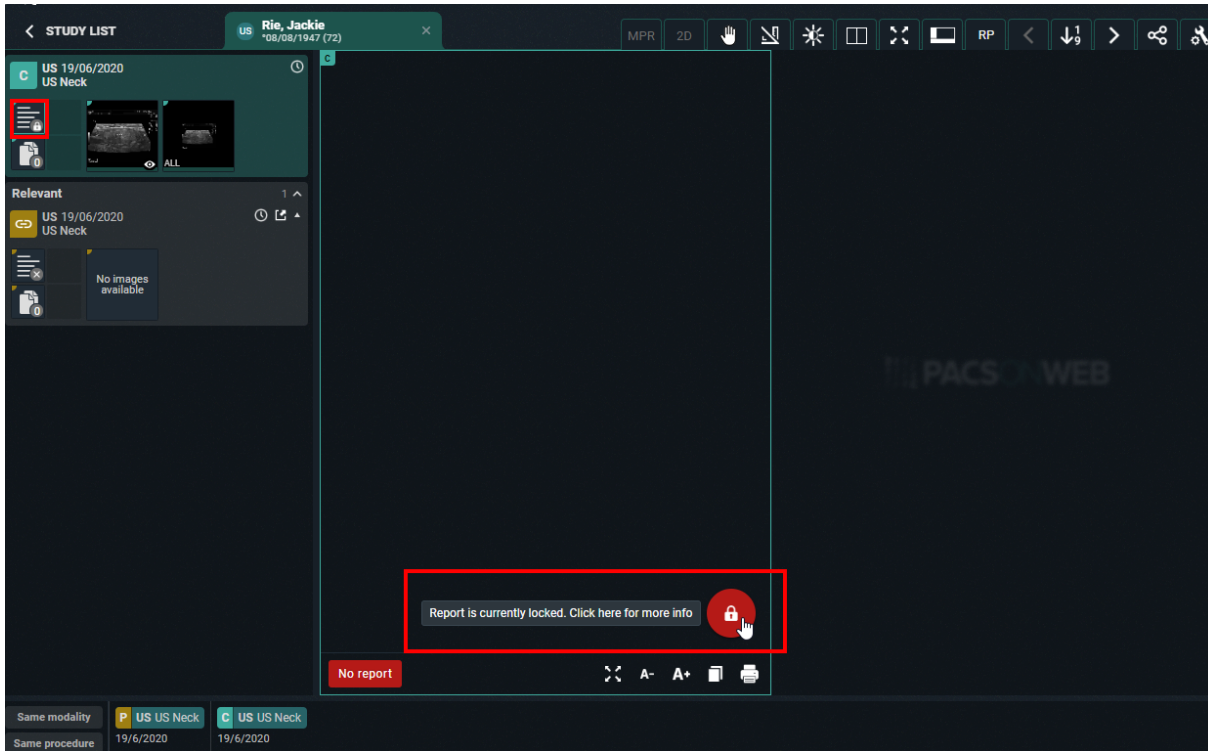 STUDY LIST
US
Rie, Jackie
*08/08/1947 (72)
×
MPR
2D
RP
1
9
C
US 19/06/2020
US Neck
0
ALL
Relevant
1
US 19/06/2020
US Neck
No images
available
0
C
PACSONWEB
Report is currently locked. Click here for more info
No report
A-
A+
Same modality
Same procedure
P US US Neck
19/6/2020
C US US Neck
19/6/2020